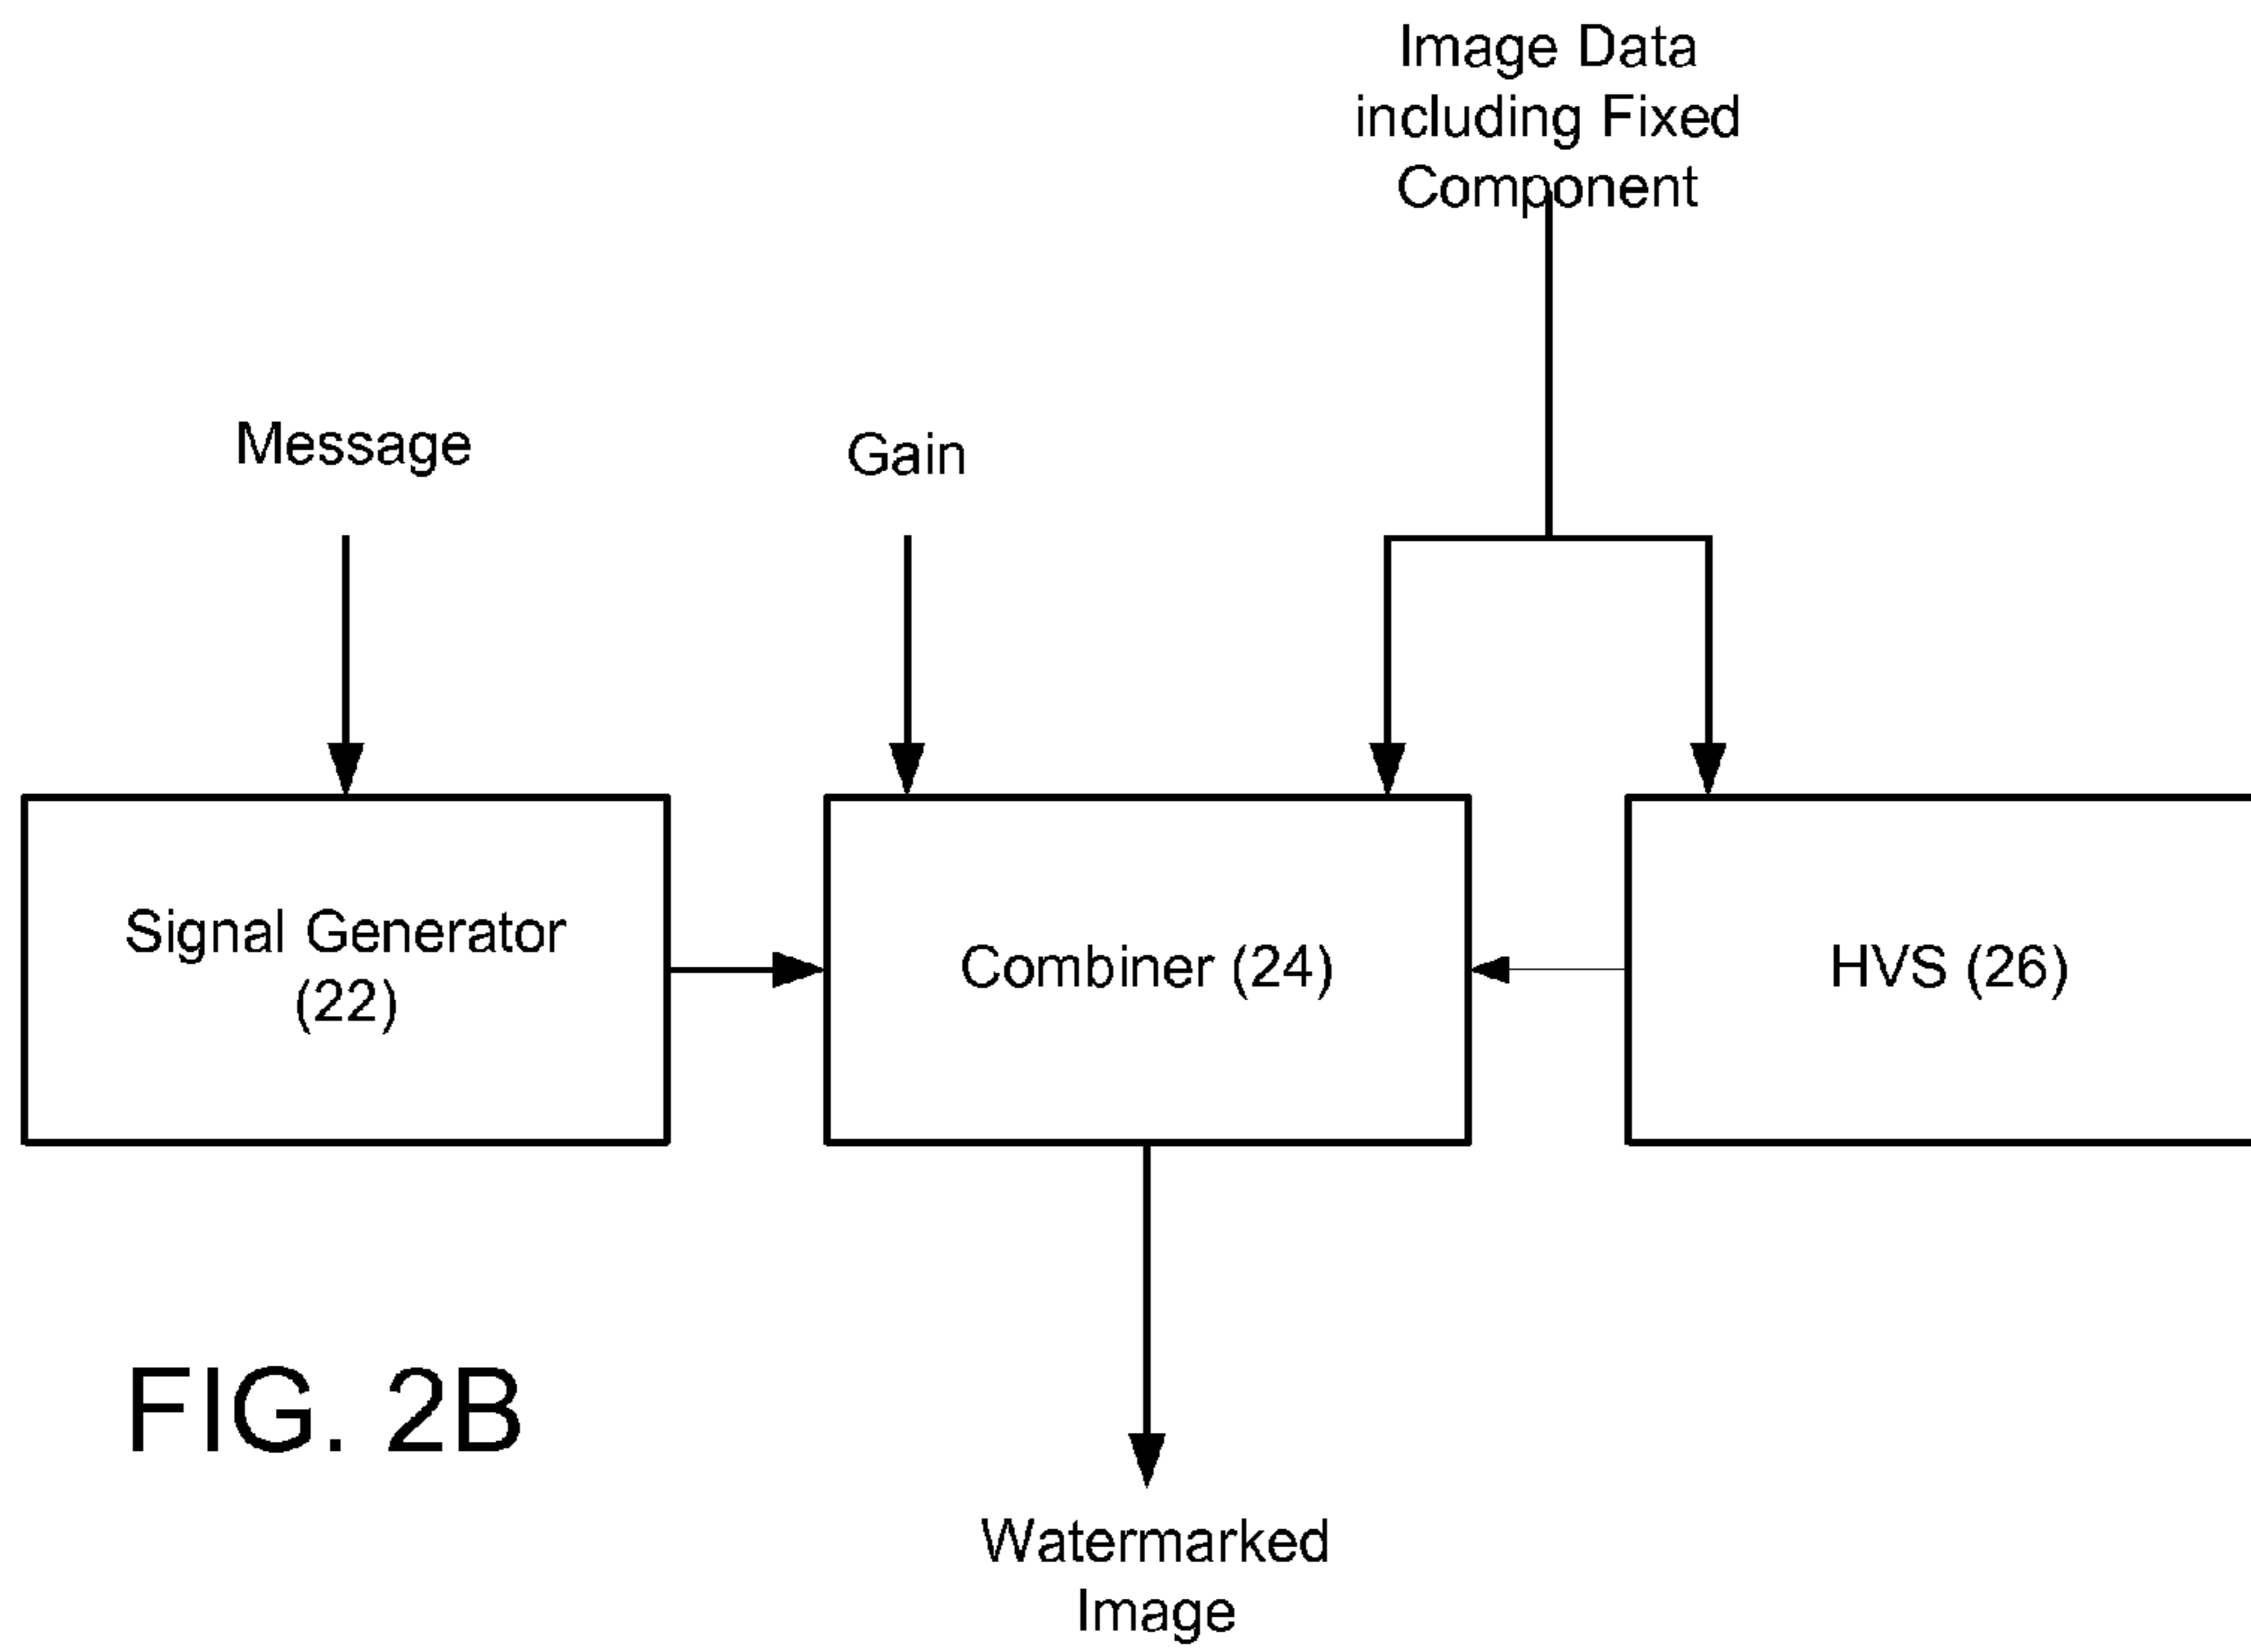 Image Data
including Fixed
Component
Message
Gain
Signal Generator
(22)
Combiner (24)
HVS (26)
FIG. 2B
Watermarked
Image